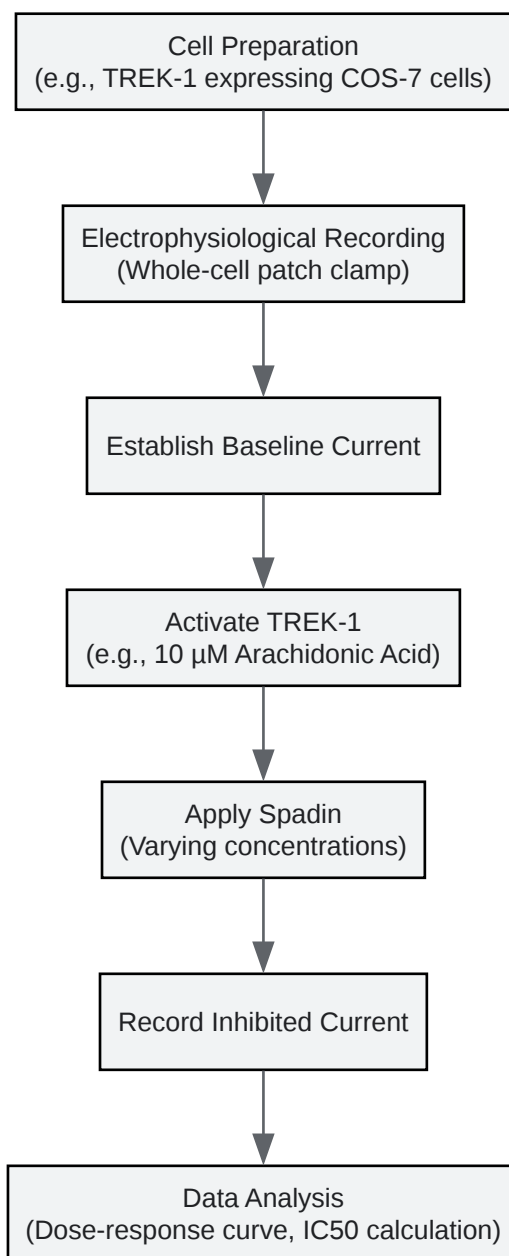 Cell Preparation
(e.g., TREK-1 expressing COS-7 cells)
Electrophysiological Recording
(Whole-cell patch clamp)
Establish Baseline Current
Activate TREK-1
(e.g., 10 µM Arachidonic Acid)
Apply Spadin
(Varying concentrations)
Record Inhibited Current
Data Analysis
(Dose-response curve, IC50 calculation)